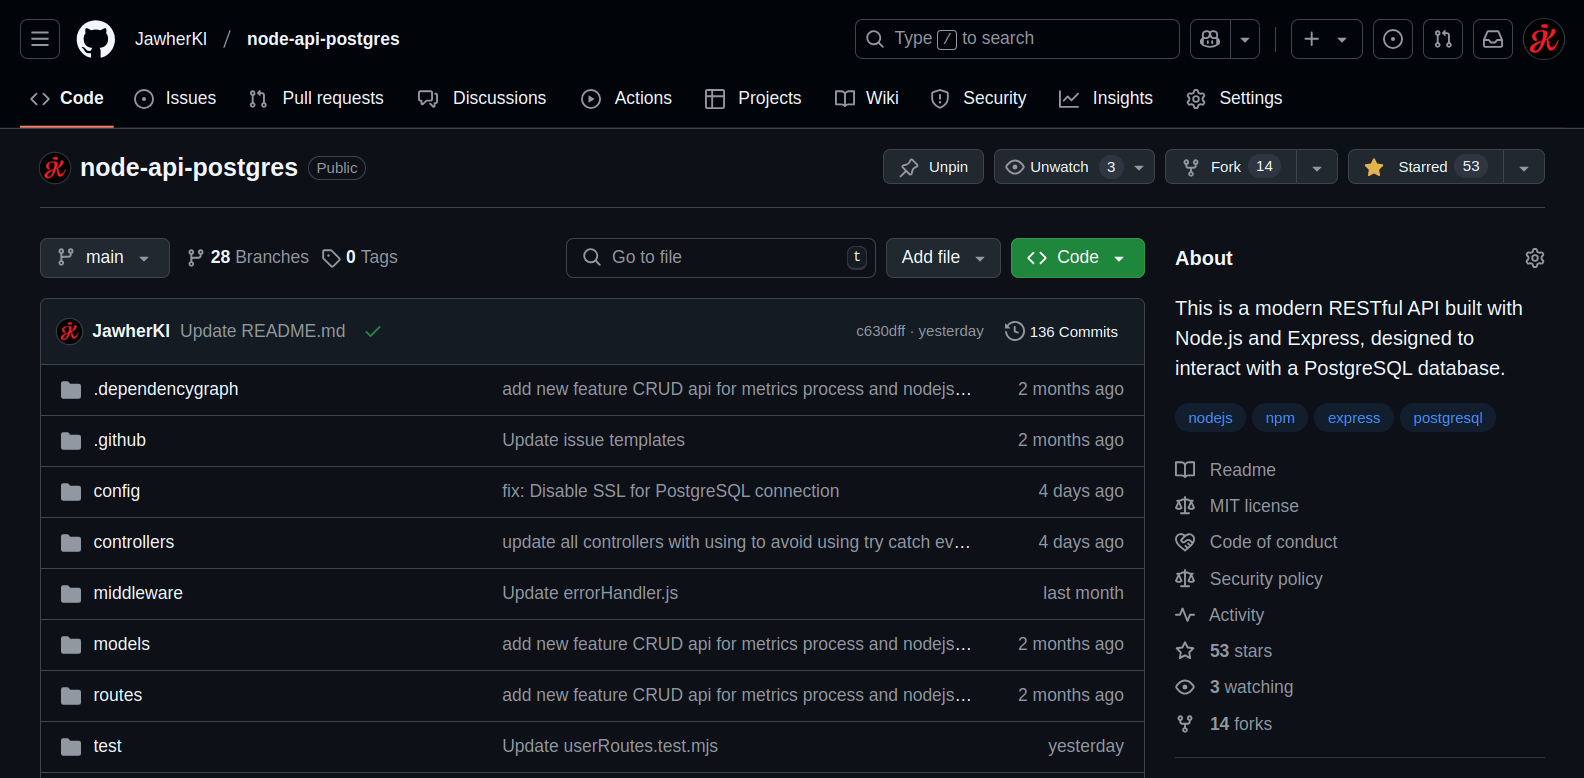 JawherKl / node-api-postgres
Type / to search
Code Issues Pull requests Discussions Actions Projects Wiki Security Insights Settings
node-api-postgres Public
Unpin Unwatch 3 Fork 14 Starred 53
main 28 Branches 0 Tags
Go to file t Add file Code
JawherKl Update README.md c630dff · yesterday 136 Commits
.dependencygraph add new feature CRUD api for metrics process and nodejs… 2 months ago
.github Update issue templates 2 months ago
config fix: Disable SSL for PostgreSQL connection 4 days ago
controllers update all controllers with using to avoid using try catch ev… 4 days ago
middleware Update errorHandler.js last month
models add new feature CRUD api for metrics process and nodejs… 2 months ago
routes add new feature CRUD api for metrics process and nodejs… 2 months ago
test Update userRoutes.test.mjs yesterday
About
This is a modern RESTful API built with
Node.js and Express, designed to
interact with a PostgreSQL database.
nodejs npm express postgresql
Readme
MIT license
Code of conduct
Security policy
Activity
53 stars
3 watching
14 forks